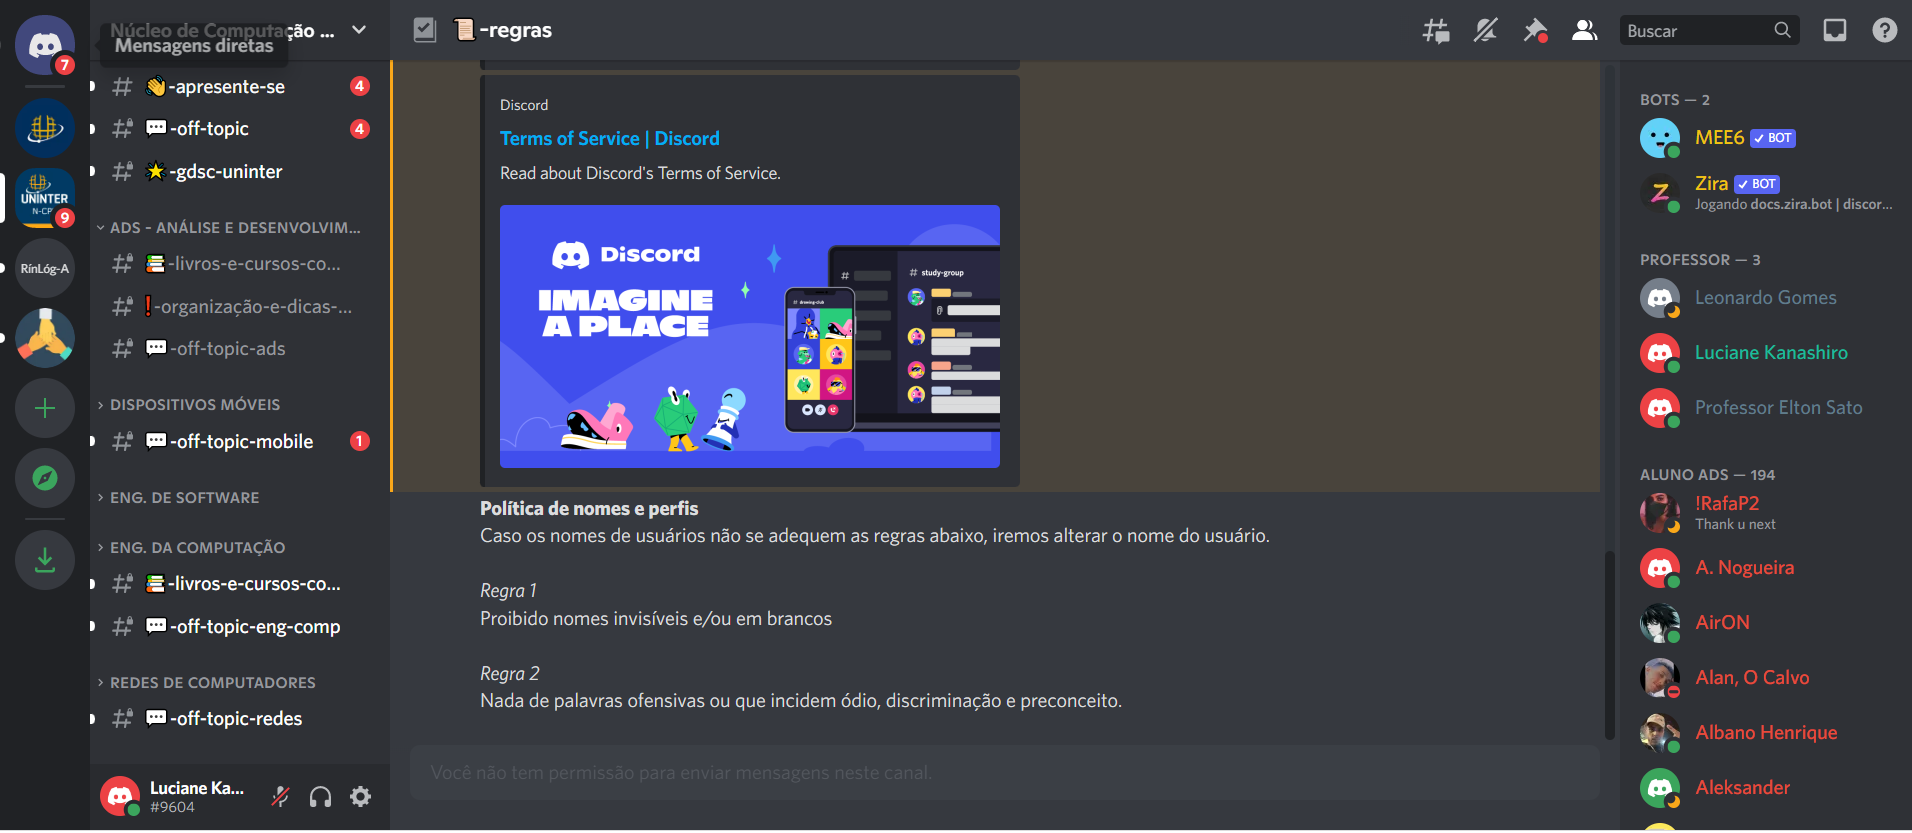 7
UNINTER
N-CP
9
RínLóg-A
Núcleo de Computação ...
Mensagens diretas
-apresente-se
4
-off-topic
4
-gdsc-uninter
ADS - ANÁLISE E DESENVOLVIM...
-livros-e-cursos-co...
-organização-e-dicas-...
-off-topic-ads
DISPOSITIVOS MÓVEIS
-off-topic-mobile
1
ENG. DE SOFTWARE
ENG. DA COMPUTAÇÃO
-livros-e-cursos-co...
-off-topic-eng-comp
REDES DE COMPUTADORES
-off-topic-redes
Luciane Ka...
#9604
-regras
Buscar
Discord
Terms of Service | Discord
Read about Discord's Terms of Service.
Discord
IMAGINE
A PLACE
# drawing-club
# study-group
Política de nomes e perfis
Caso os nomes de usuários não se adequem as regras abaixo, iremos alterar o nome do usuário.
Regra 1
Proibido nomes invisíveis e/ou em brancos
Regra 2
Nada de palavras ofensivas ou que incidem ódio, discriminação e preconceito.
Você não tem permissão para enviar mensagens neste canal.
BOTS — 2
MEE6 ✓ BOT
Zira ✓ BOT
Jogando docs.zira.bot | discor...
PROFESSOR — 3
Leonardo Gomes
Luciane Kanashiro
Professor Elton Sato
ALUNO ADS — 194
!RafaP2
Thank u next
A. Nogueira
AirON
Alan, O Calvo
Albano Henrique
Aleksander